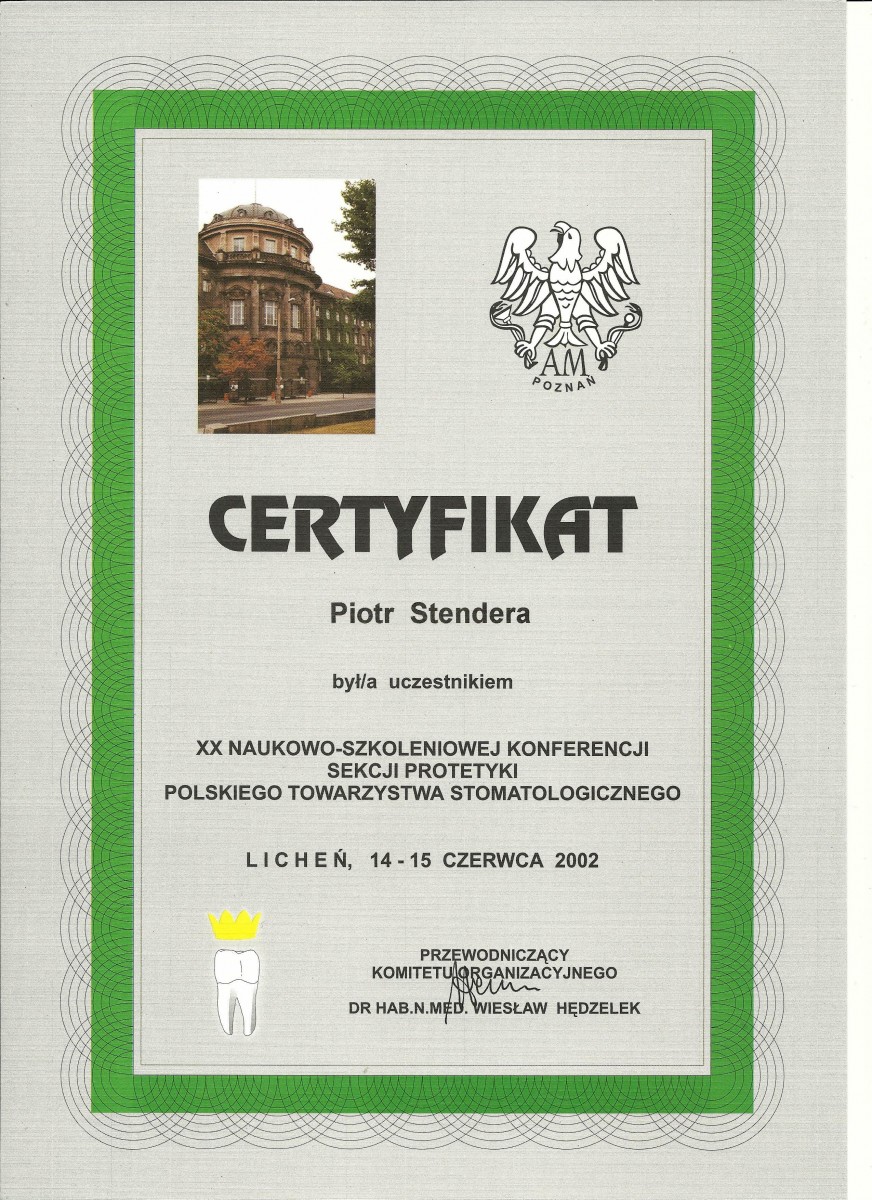 AM
POZNAŃ
CERTYFIKAT
Piotr Stendera
był/a uczestnikiem
XX NAUKOWO-SZKOLENIOWEJ KONFERENCJI
SEKCJI PROTETYKI
POLSKIEGO TOWARZYSTWA STOMATOLOGICZNEGO
LICHEŃ, 14 - 15 CZERWCA 2002
PRZEWODNICZĄCY
KOMITETU ORGANIZACYJNEGO
DR HAB.N.MED. WIESŁAW HĘDZELEK